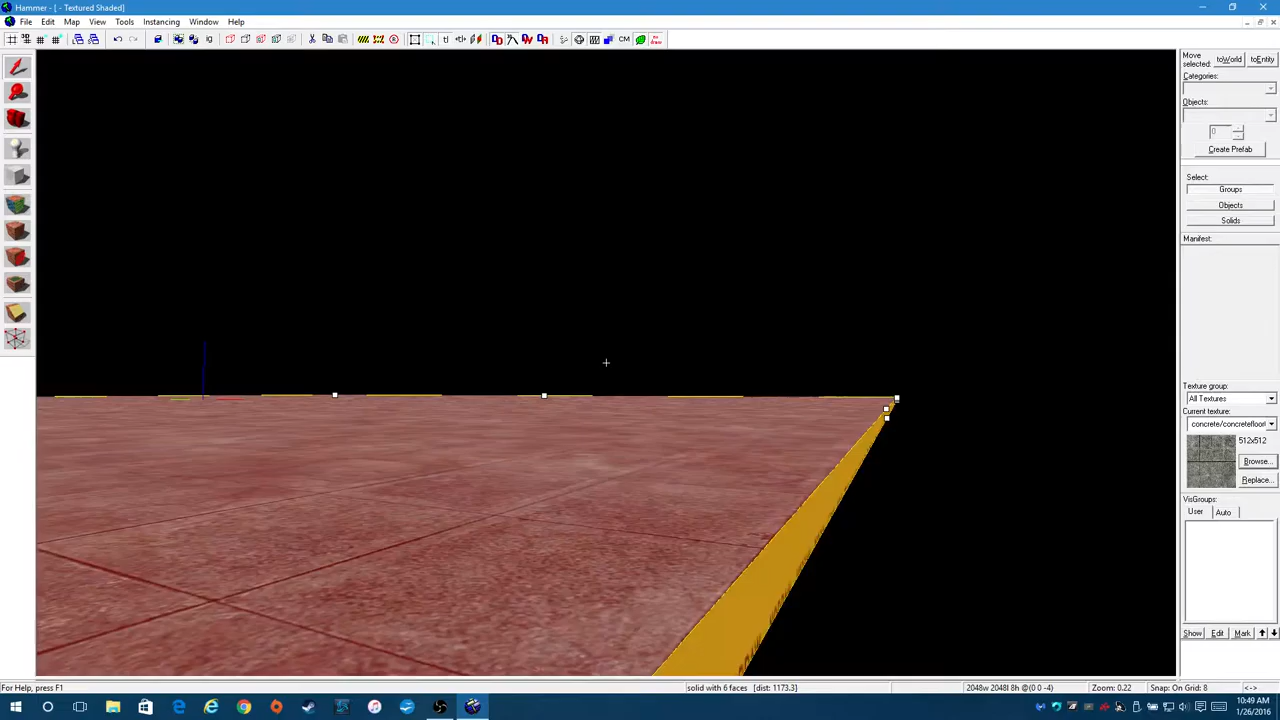 Hammer - [ - Textured Shaded]
File Edit Map View Tools Instancing Window Help
CM
Move selected:
toWorld
toEntity
Categories:
Objects:
0
Create Prefab
Select:
Groups
Objects
Solids
Manifest:
Texture group:
All Textures
Current texture:
concrete/concretefloor
512x512
Browse...
Replace...
VisGroups:
User
Auto
Show Edit Mark
For Help, press F1
solid with 6 faces [dist: 1173.3]
2048w 2048l 8h @(0 0 -4)
Zoom: 0.22
Snap: On Grid: 8
<->
10:49 AM
1/26/2016